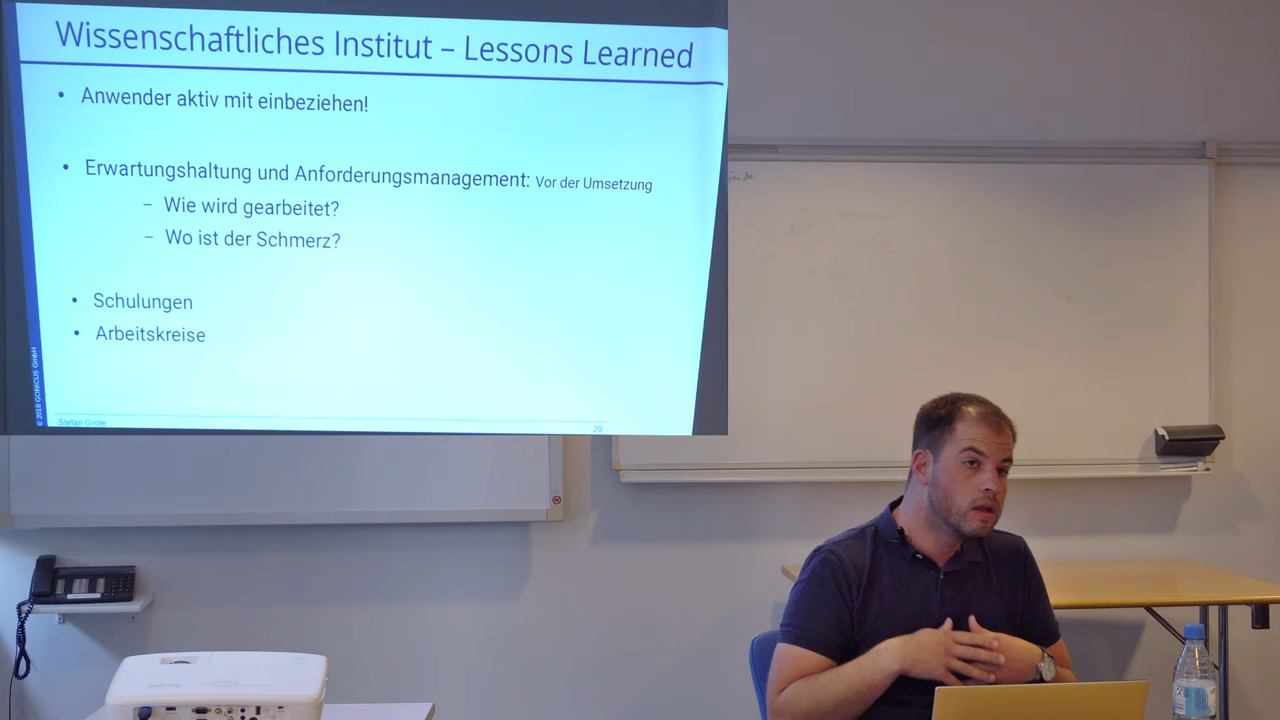 Wissenschaftliches Institut – Lessons Learned
• Anwender aktiv mit einbeziehen!
• Erwartungshaltung und Anforderungsmanagement: Vor der Umsetzung
– Wie wird gearbeitet?
– Wo ist der Schmerz?
• Schulungen
• Arbeitskreise
© 2018 GONICUS GmbH
Stefan Grote
20